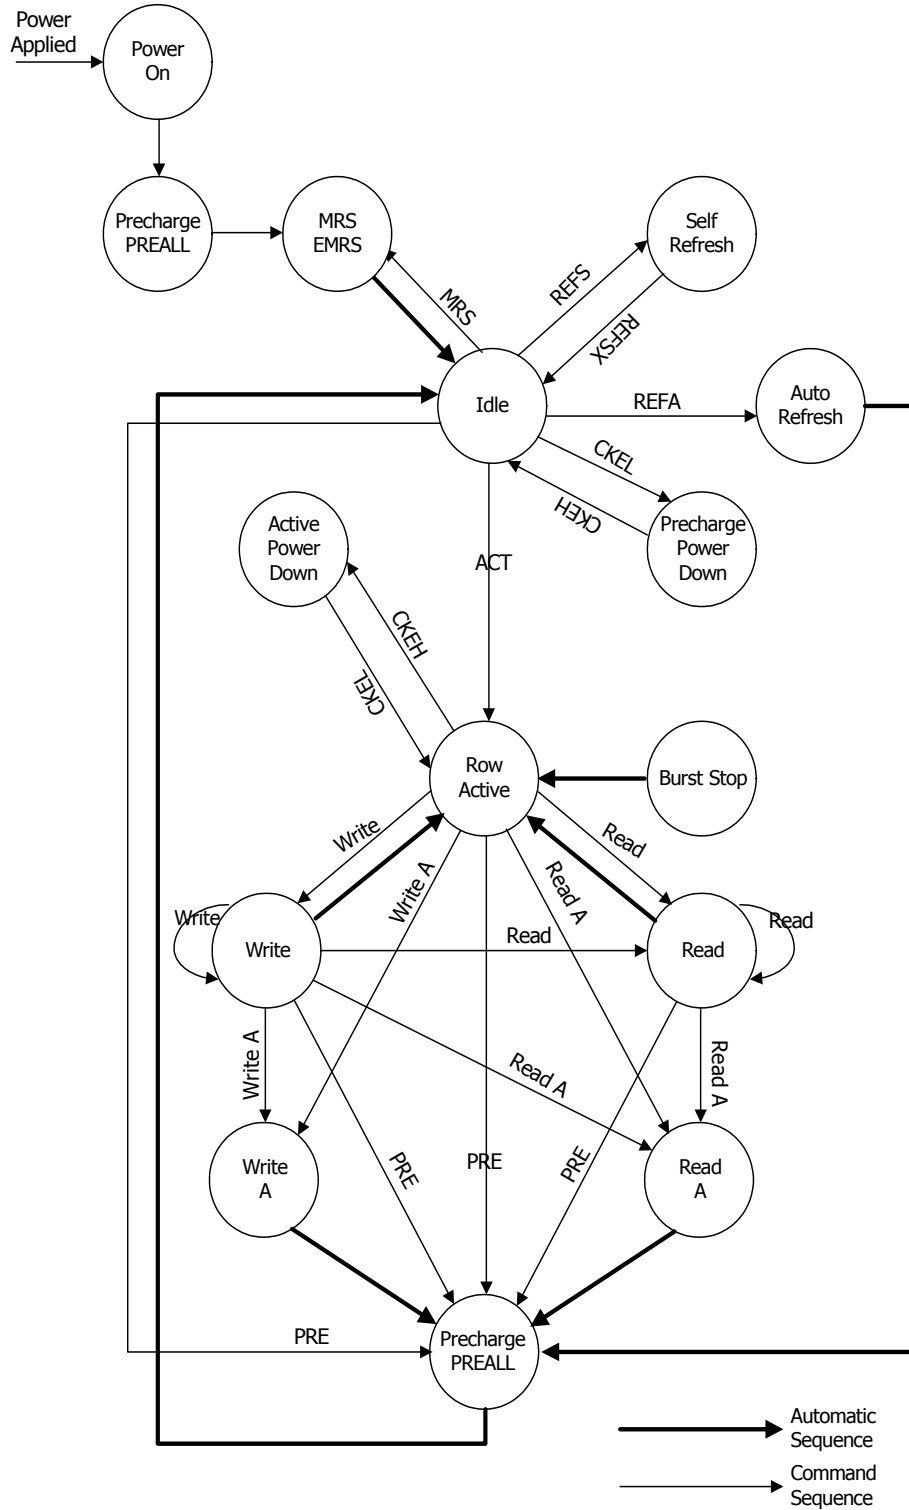 Power
Applied
Power
On
Precharge
PREALL
MRS
EMRS
Self
Refresh
MRS
REFS
REFSX
Idle
REFA
Auto
Refresh
CKEL
CKEH
Precharge
Power
Down
Active
Power
Down
ACT
CKEH
CKEL
Row
Active
Burst Stop
Write
Read
Write A
Read A
Write
Write
Read
Read
Read
Write A
Read A
Read A
Write
A
PRE
PRE
PRE
Read
A
PRE
Precharge
PREALL
Automatic
Sequence
Command
Sequence